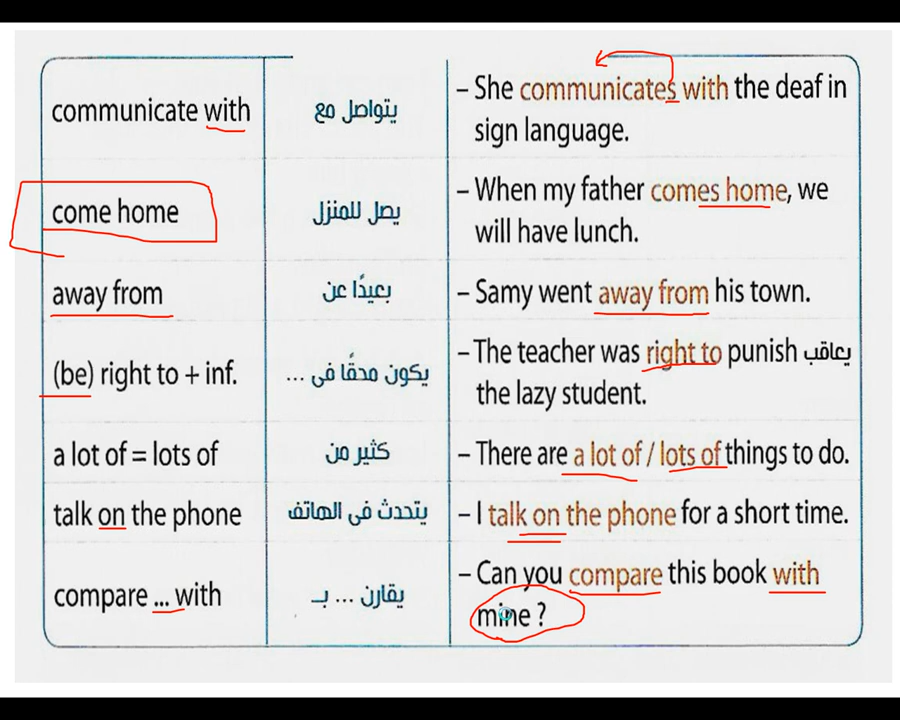 communicate with
يتواصل مع
– She communicates with the deaf in
sign language.
come home
يصل للمنزل
– When my father comes home, we
will have lunch.
away from
بعيدًا عن
– Samy went away from his town.
(be) right to + inf.
يكون محقًا فى ...
– The teacher was right to punish يعاقب
the lazy student.
a lot of = lots of
كثير من
– There are a lot of / lots of things to do.
talk on the phone
يتحدث فى الهاتف
– I talk on the phone for a short time.
compare ... with
يقارن ... بـ
– Can you compare this book with
mine ?